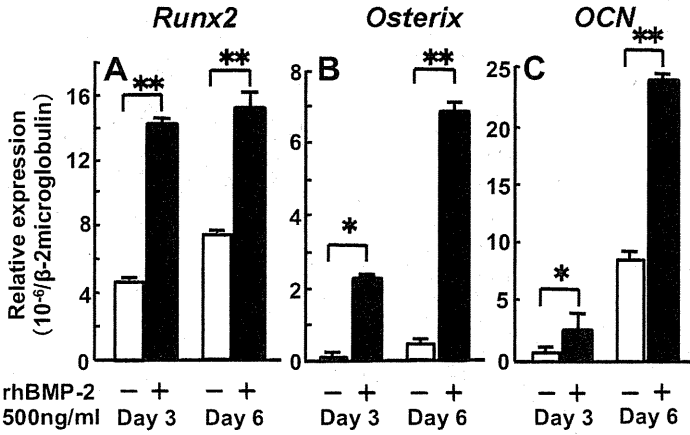 Runx2
Osterix
OCN
Relative expression
(10-6/β-2microglobulin)
A
**
**
16
12
8
4
0
B
*
**
8
6
4
2
0
C
*
**
25
20
15
10
5
0
rhBMP-2 − + − + − + − + − + − +
500ng/ml Day 3 Day 6 Day 3 Day 6 Day 3 Day 6